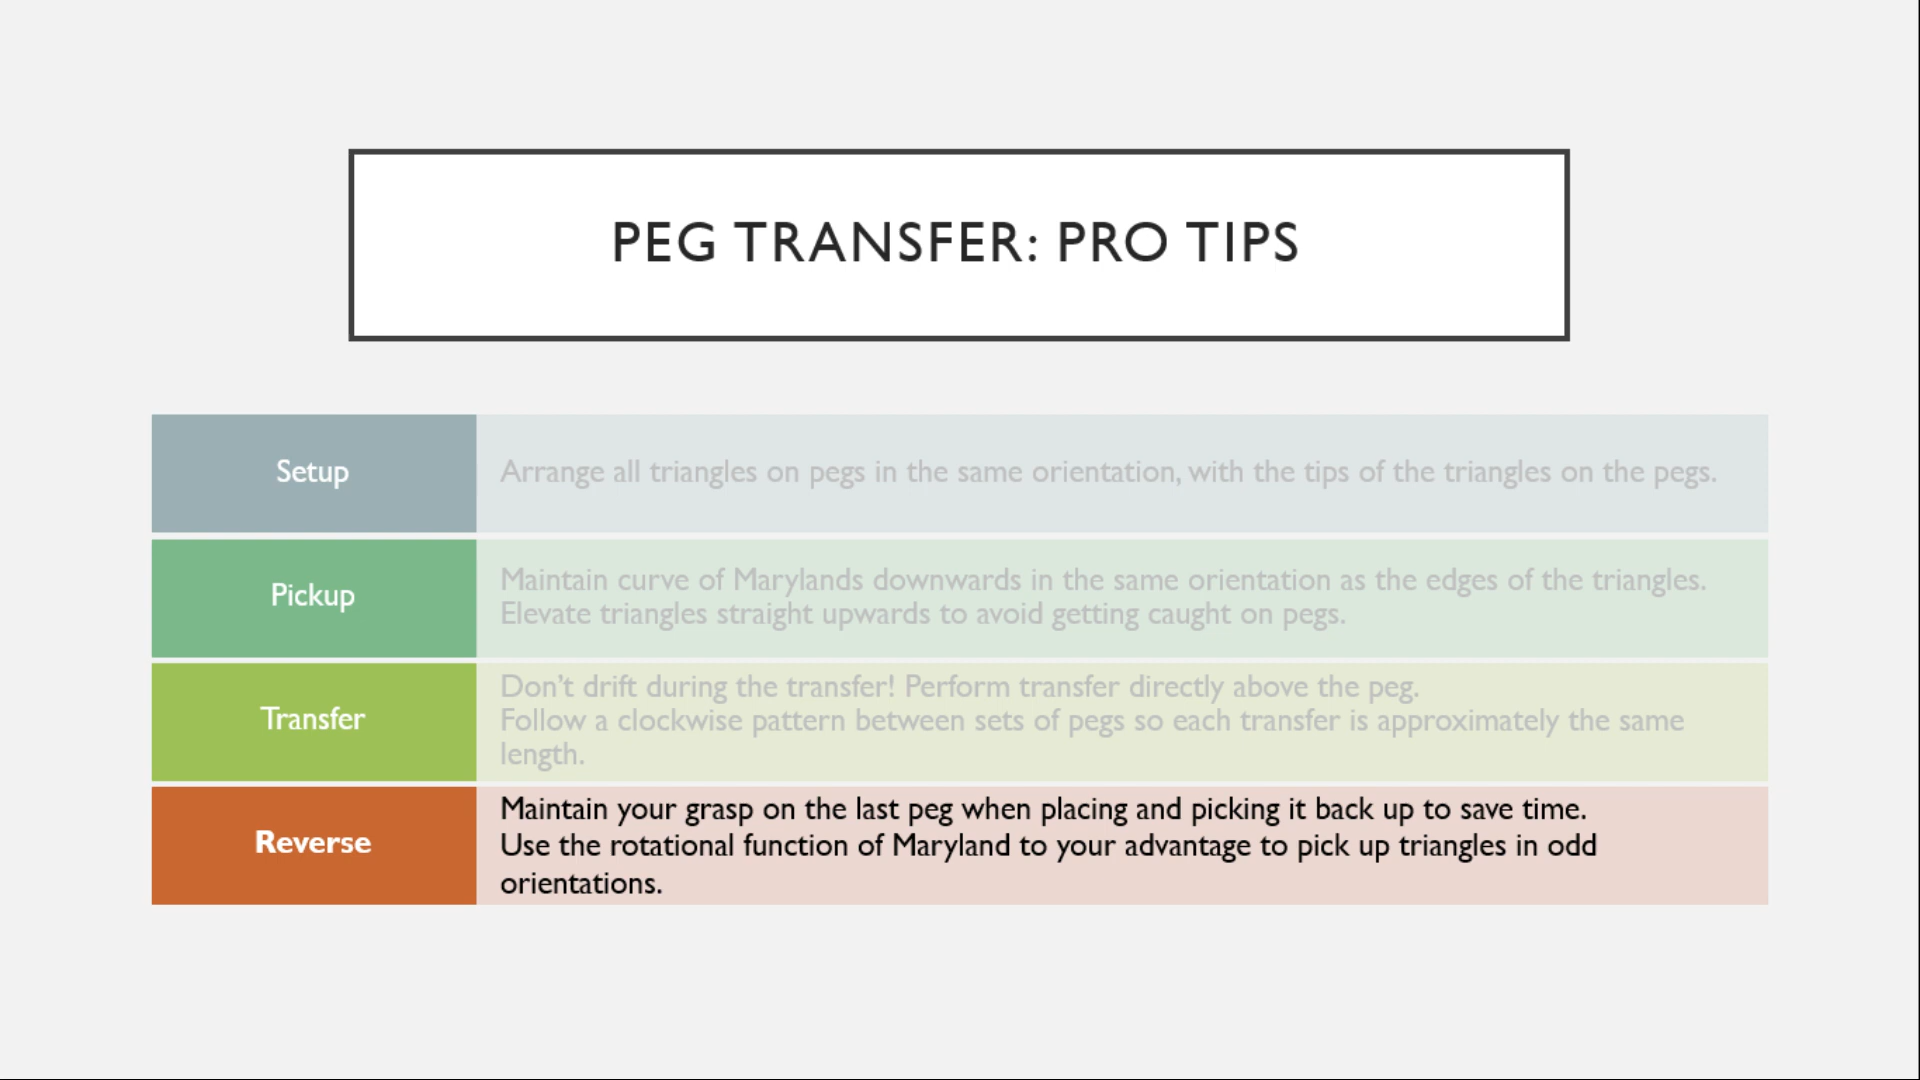 PEG TRANSFER: PRO TIPS
Setup
Arrange all triangles on pegs in the same orientation, with the tips of the triangles on the pegs.
Pickup
Maintain curve of Marylands downwards in the same orientation as the edges of the triangles.
Elevate triangles straight upwards to avoid getting caught on pegs.
Transfer
Don't drift during the transfer! Perform transfer directly above the peg.
Follow a clockwise pattern between sets of pegs so each transfer is approximately the same
length.
Reverse
Maintain your grasp on the last peg when placing and picking it back up to save time.
Use the rotational function of Maryland to your advantage to pick up triangles in odd
orientations.